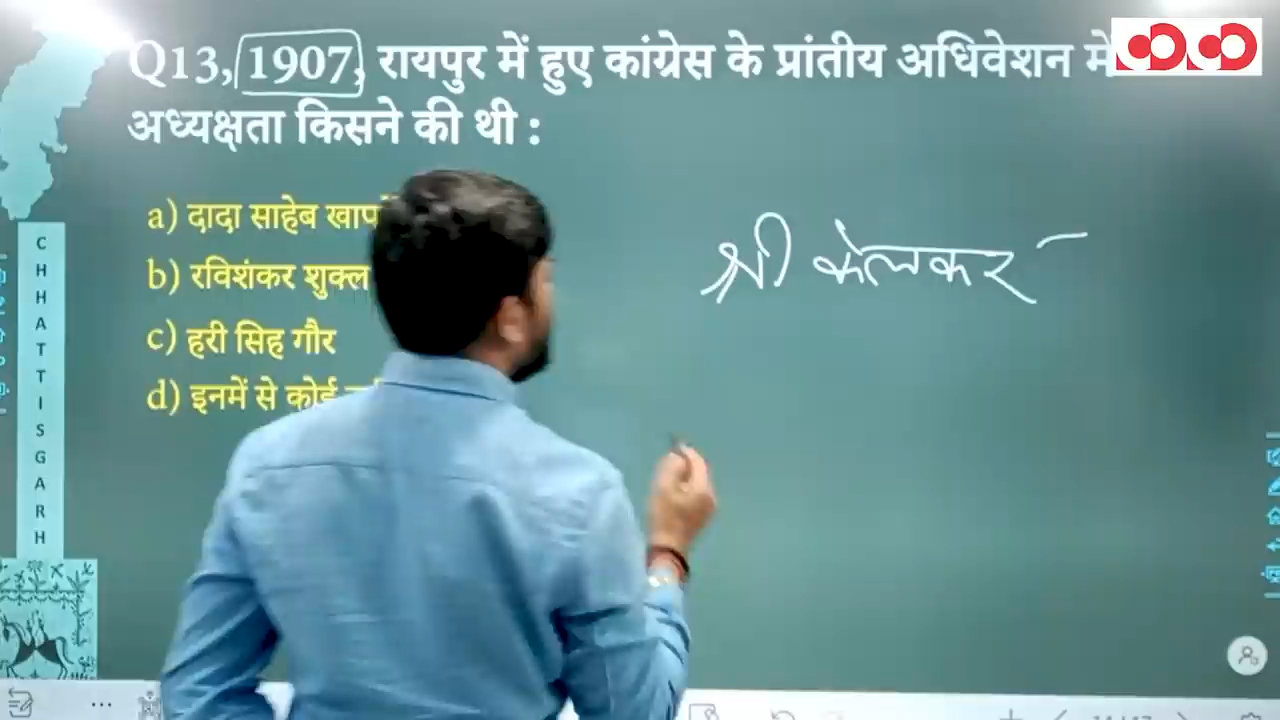 Q13, 1907, रायपुर में हुए कांग्रेस के प्रांतीय अधिवेशन में
अध्यक्षता किसने की थी :
a) दादा साहेब
b) रविशंकर शुक्ल
c) हरी सिह गौर
d) इनमें से कोई
श्री केलकर
CHHATTISGARH